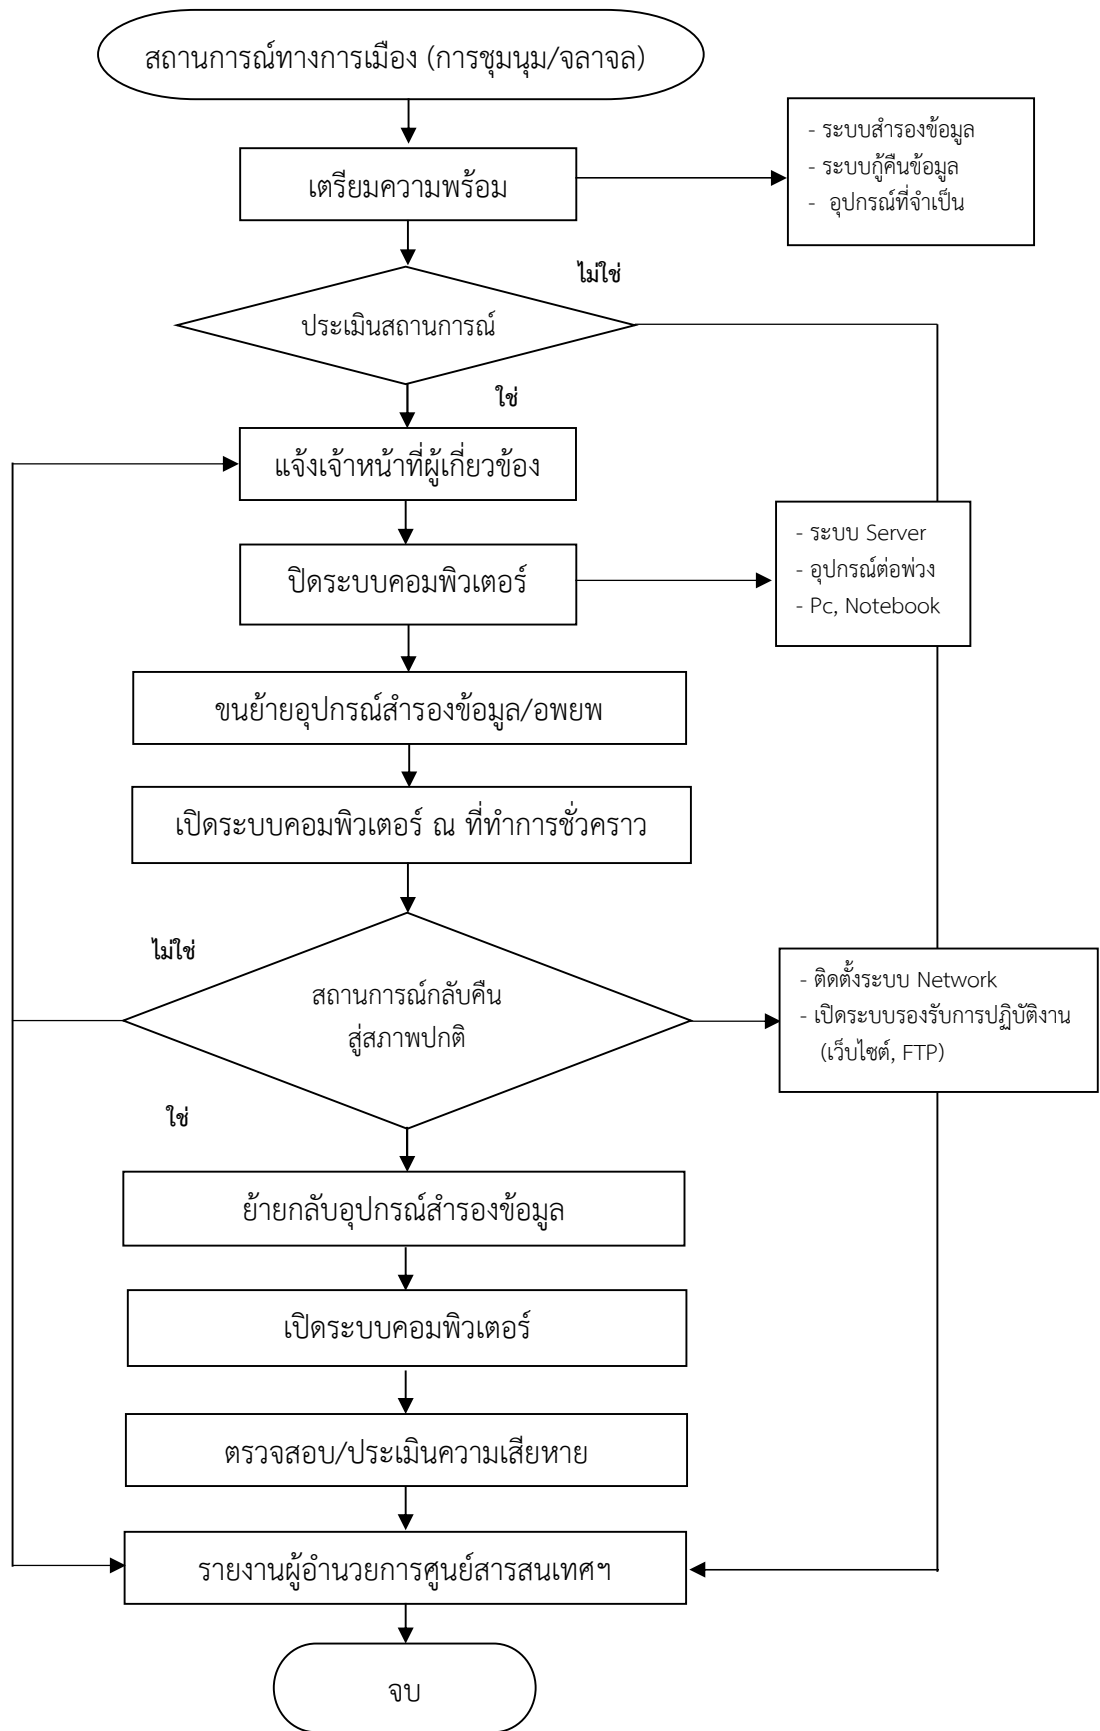 สถานการณ์ทางการเมือง (การชุมนุม/จลาจล)
เตรียมความพร้อม
- ระบบสำรองข้อมูล
- ระบบกู้คืนข้อมูล
- อุปกรณ์ที่จำเป็น
ไม่ใช่
ประเมินสถานการณ์
ใช่
แจ้งเจ้าหน้าที่ผู้เกี่ยวข้อง
ปิดระบบคอมพิวเตอร์
- ระบบ Server
- อุปกรณ์ต่อพ่วง
- Pc, Notebook
ขนย้ายอุปกรณ์สำรองข้อมูล/อพยพ
เปิดระบบคอมพิวเตอร์ ณ ที่ทำการชั่วคราว
ไม่ใช่
สถานการณ์กลับคืน
สู่สภาพปกติ
- ติดตั้งระบบ Network
- เปิดระบบรองรับการปฏิบัติงาน
(เว็บไซต์, FTP)
ใช่
ย้ายกลับอุปกรณ์สำรองข้อมูล
เปิดระบบคอมพิวเตอร์
ตรวจสอบ/ประเมินความเสียหาย
รายงานผู้อำนวยการศูนย์สารสนเทศฯ
จบ